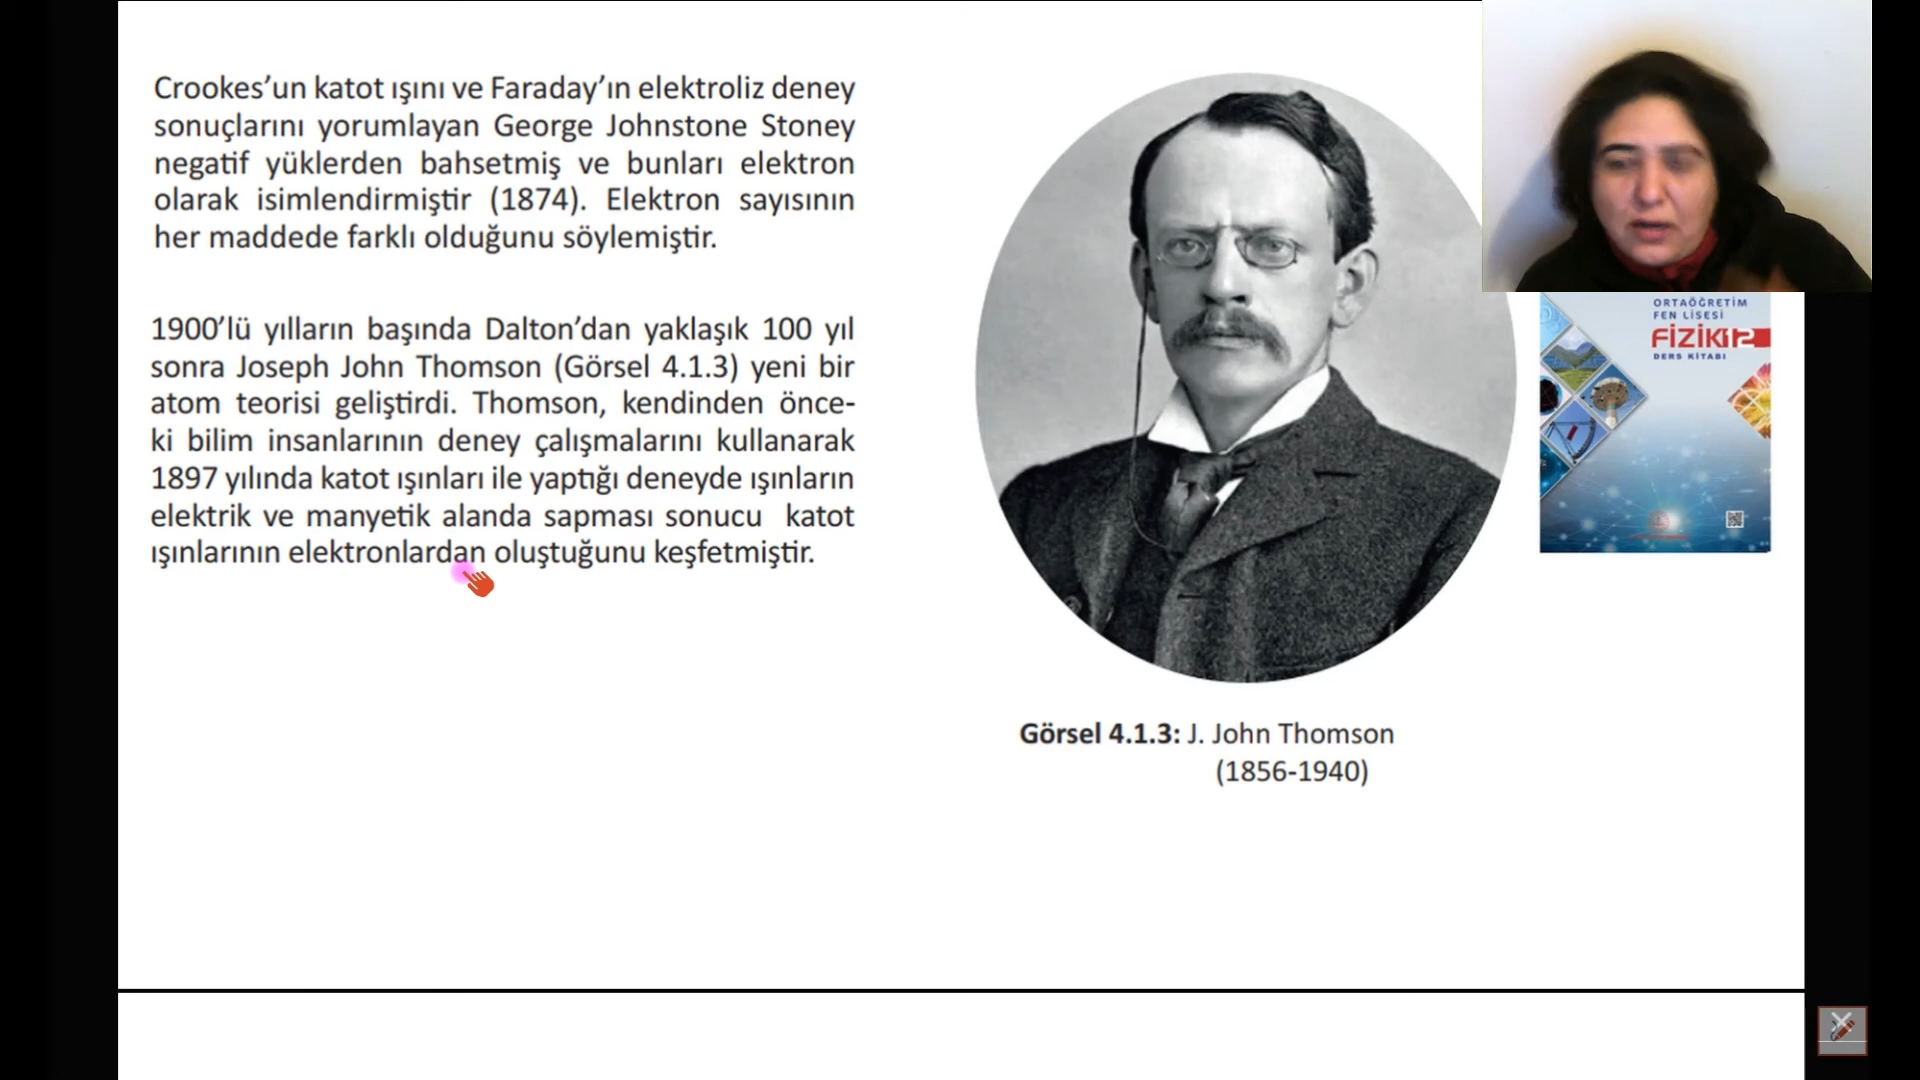 Crookes’un katot ışını ve Faraday’ın elektroliz deney
sonuçlarını yorumlayan George Johnstone Stoney
negatif yüklerden bahsetmiş ve bunları elektron
olarak isimlendirmiştir (1874). Elektron sayısının
her maddede farklı olduğunu söylemiştir.
1900’lü yılların başında Dalton’dan yaklaşık 100 yıl
sonra Joseph John Thomson (Görsel 4.1.3) yeni bir
atom teorisi geliştirdi. Thomson, kendinden önce-
ki bilim insanlarının deney çalışmalarını kullanarak
1897 yılında katot ışınları ile yaptığı deneyde ışınların
elektrik ve manyetik alanda sapması sonucu katot
ışınlarının elektronlardan oluştuğunu keşfetmiştir.
Görsel 4.1.3: J. John Thomson
(1856-1940)
ORTAÖĞRETİM
FEN LİSESİ
FİZİK 12
DERS KİTABI